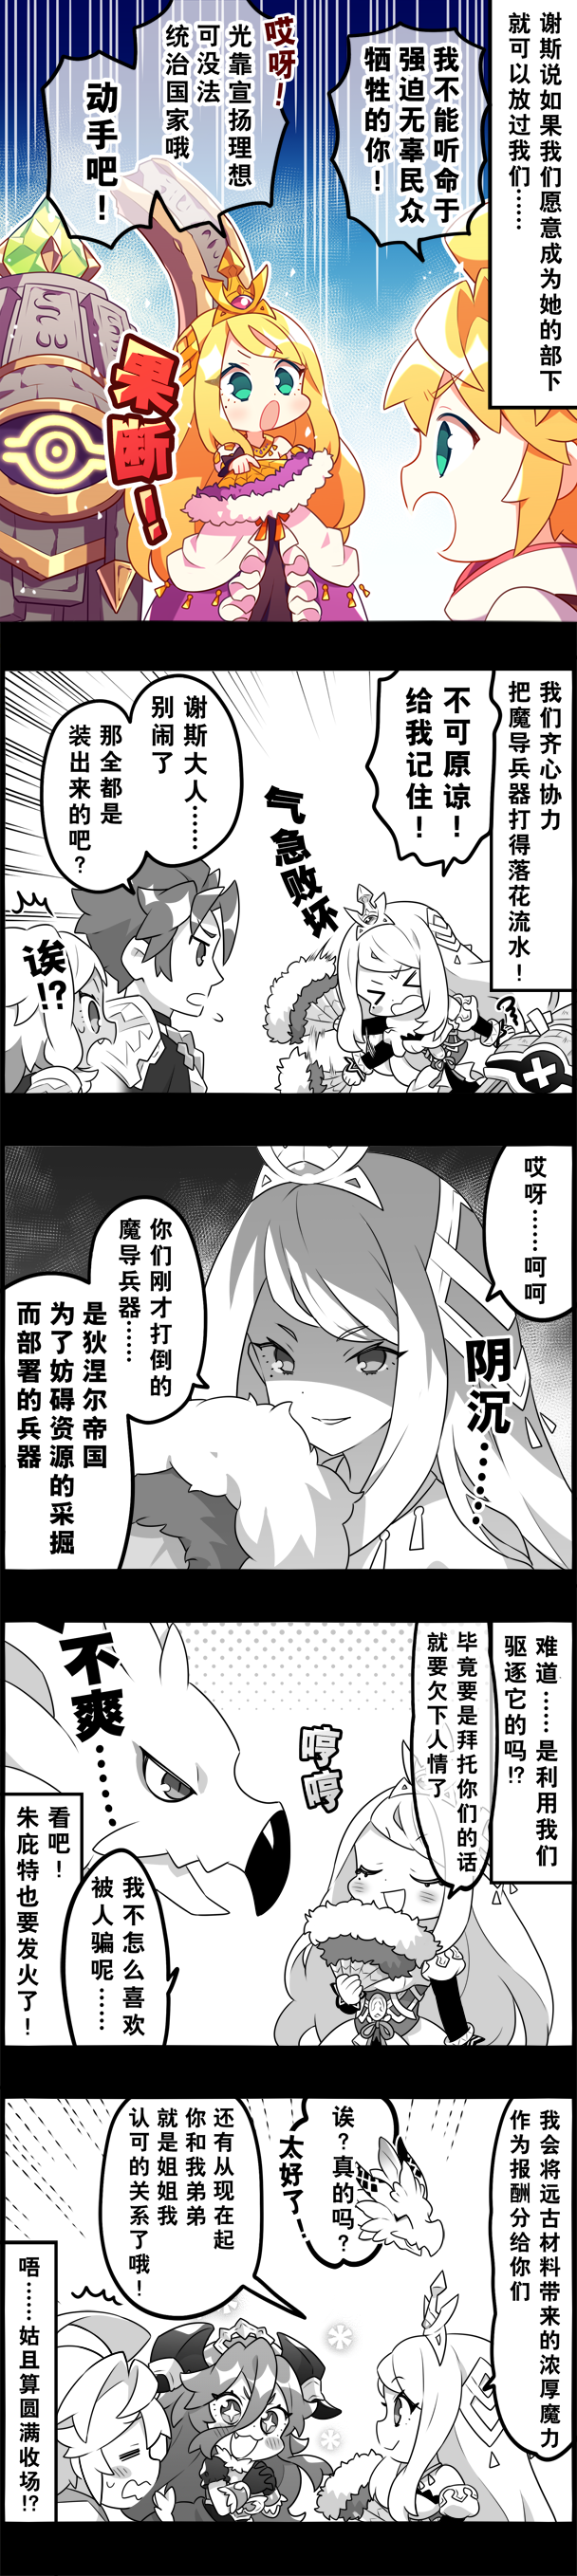 谢斯说如果我们愿意成为她的部下
就可以放过我们……
我不能听命于
强迫无辜民众
牺牲的你！
哎呀！
光靠宣扬理想
可没法
统治国家哦
动手吧！
果断！
我们齐心协力
把魔导兵器打得落花流水！
不可原谅！
给我记住！
气急败坏
谢斯大人……
别闹了
那全都是
装出来的吧？
诶!?
哎呀……呵呵
阴沉……
你们刚才打倒的
魔导兵器……
是狄涅尔帝国
为了妨碍资源的采掘
而部署的兵器
难道……是利用我们
驱逐它的吗!?
毕竟要是拜托你们的话
就要欠下人情了
哼哼
不爽……
我不怎么喜欢
被人骗呢……
看吧！
朱庇特也要发火了！
我会将远古材料带来的浓厚魔力
作为报酬分给你们
诶？真的吗？
太好了！
还有从现在起
你和我弟弟
就是姐姐我
认可的关系了哦！
唔……姑且算圆满收场!?